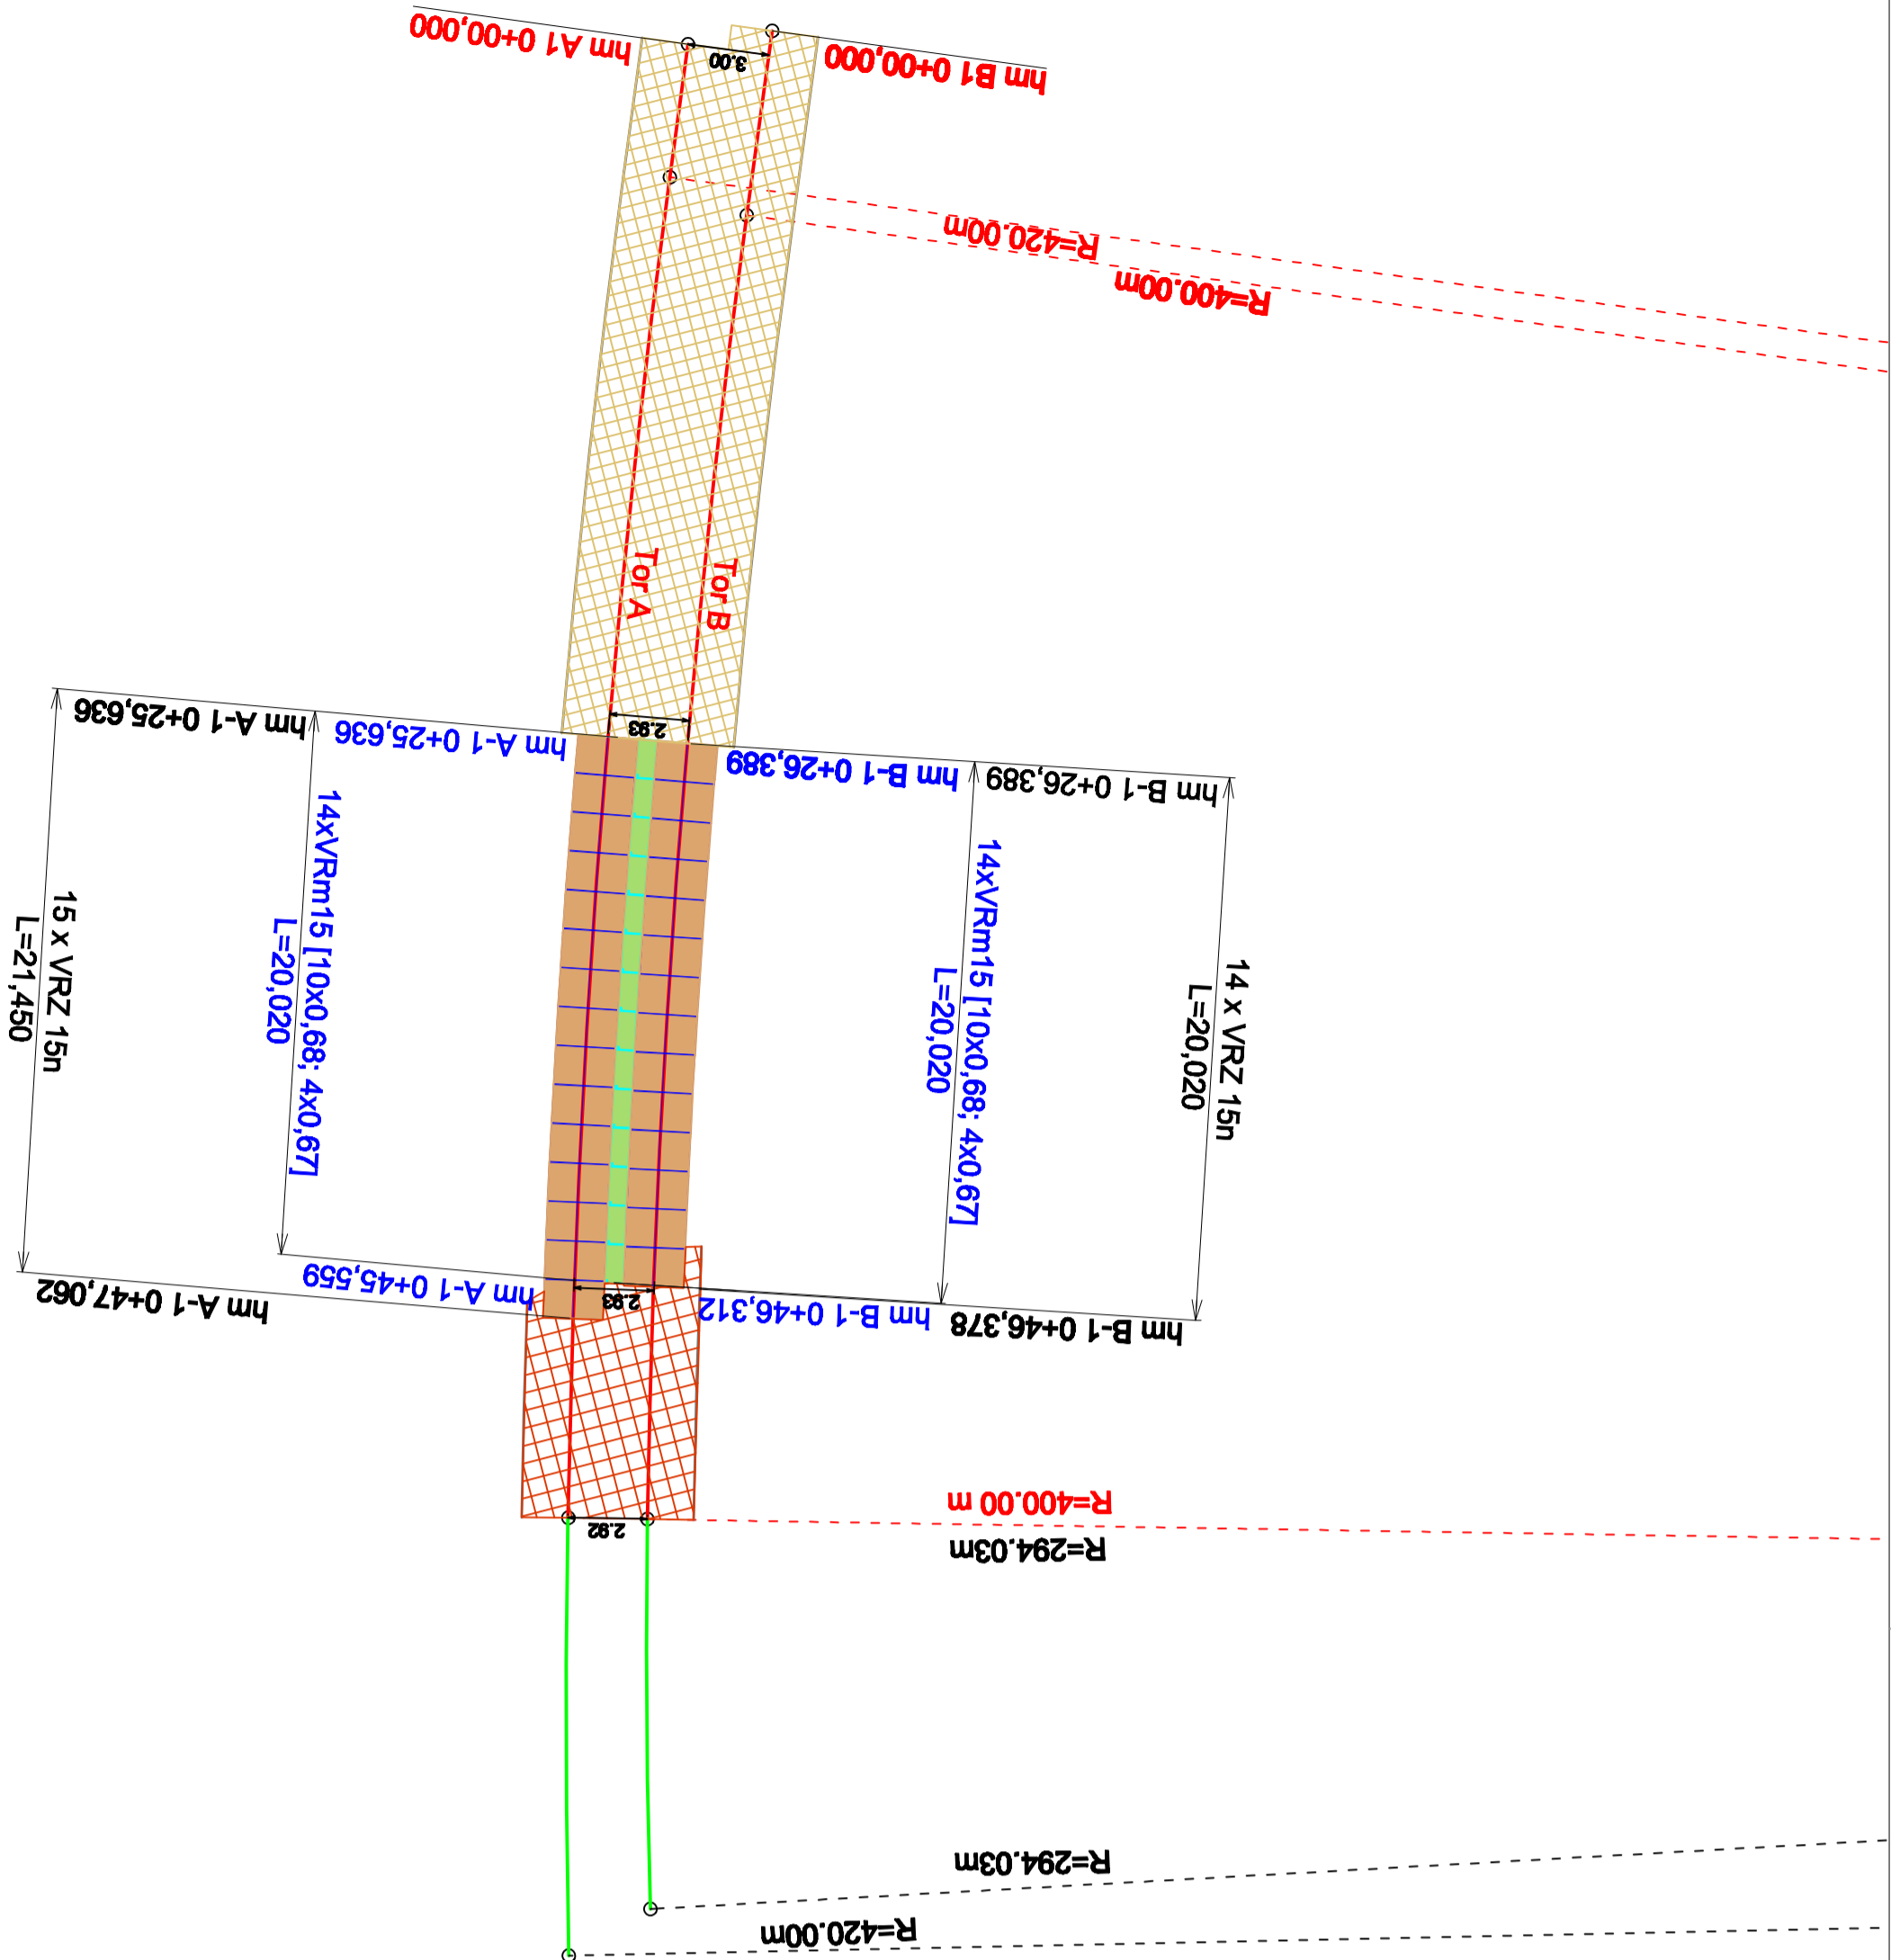 hm A1 0+00,000
3.00
hm B1 0+00,000
R=420.00m
R=400.00m
Tor A
Tor B
hm A-1 0+25,636
hm A-1 0+25,636
2.93
hm B-1 0+26,389
hm B-1 0+26,389
15 x VRZ 15n
L=21,450
14xVRm15 [10x0,68; 4x0,67]
L=20,020
14xVRm15 [10x0,68; 4x0,67]
L=20,020
14 x VRZ 15n
L=20,020
hm A-1 0+47,062
hm A-1 0+45,559
2.93
hm B-1 0+46,312
hm B-1 0+46,378
R=400.00 m
2.92
R=294.03m
R=294.03m
R=420.00m